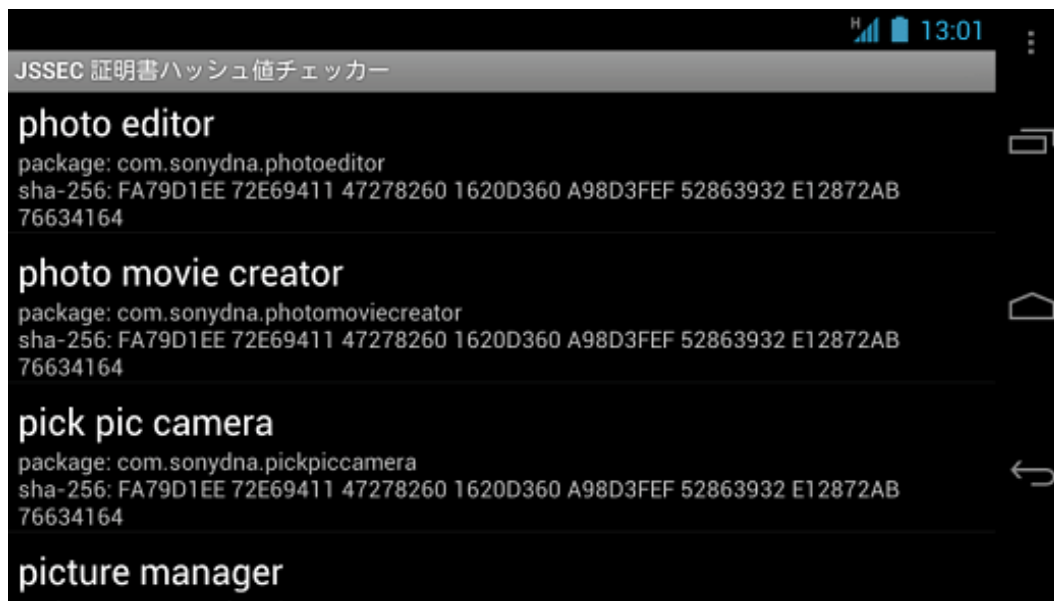 H 13:01
JSSEC 証明書ハッシュ値チェッカー
photo editor
package: com.sonydna.photoeditor
sha-256: FA79D1EE 72E69411 47278260 1620D360 A98D3FEF 52863932 E12872AB
76634164
photo movie creator
package: com.sonydna.photomoviecreator
sha-256: FA79D1EE 72E69411 47278260 1620D360 A98D3FEF 52863932 E12872AB
76634164
pick pic camera
package: com.sonydna.pickpiccamera
sha-256: FA79D1EE 72E69411 47278260 1620D360 A98D3FEF 52863932 E12872AB
76634164
picture manager